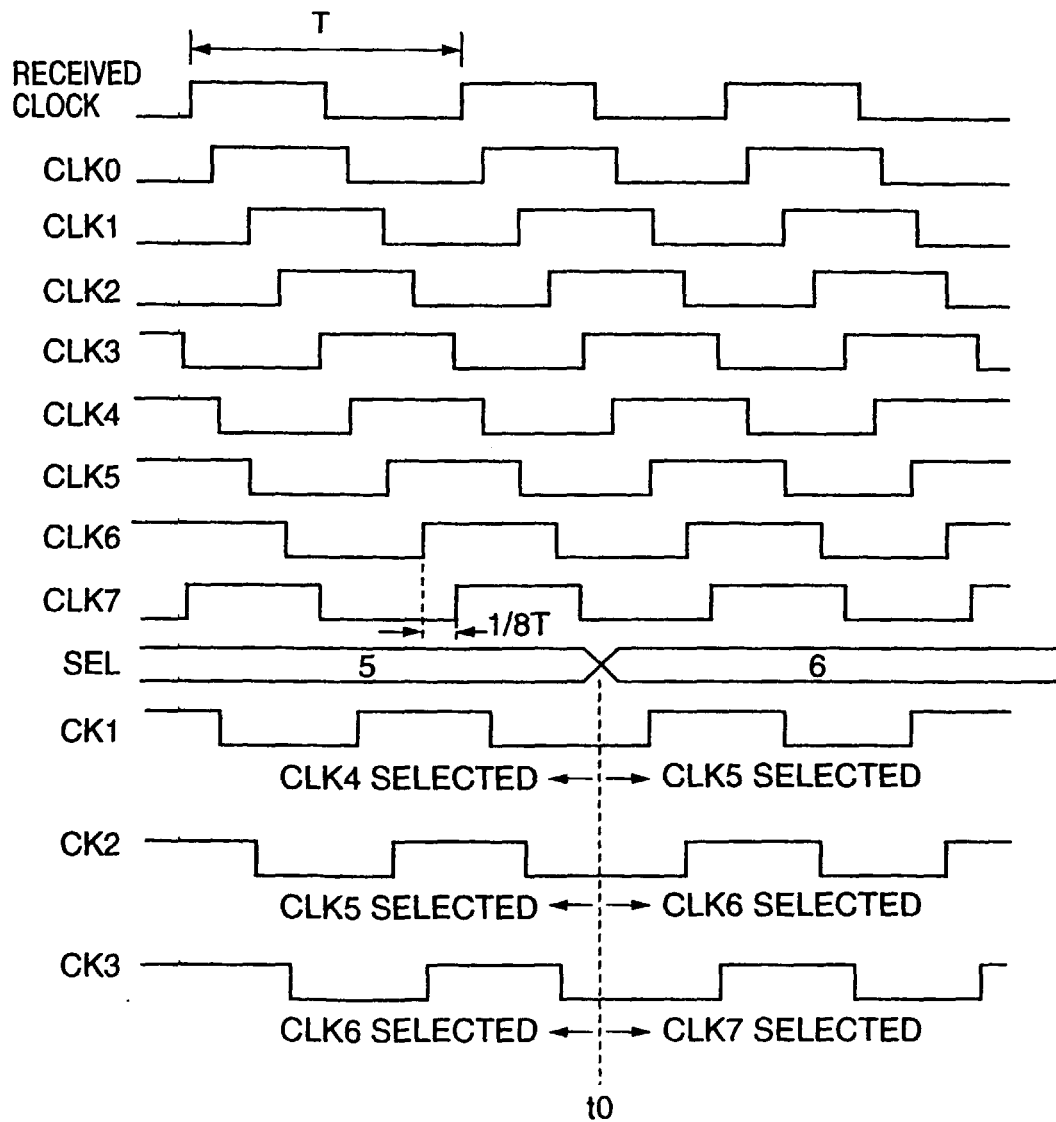 T
RECEIVED
CLOCK
CLK0
CLK1
CLK2
CLK3
CLK4
CLK5
CLK6
CLK7
1/8T
SEL 5 6
CK1
CLK4 SELECTED CLK5 SELECTED
CK2
CLK5 SELECTED CLK6 SELECTED
CK3
CLK6 SELECTED CLK7 SELECTED
t0